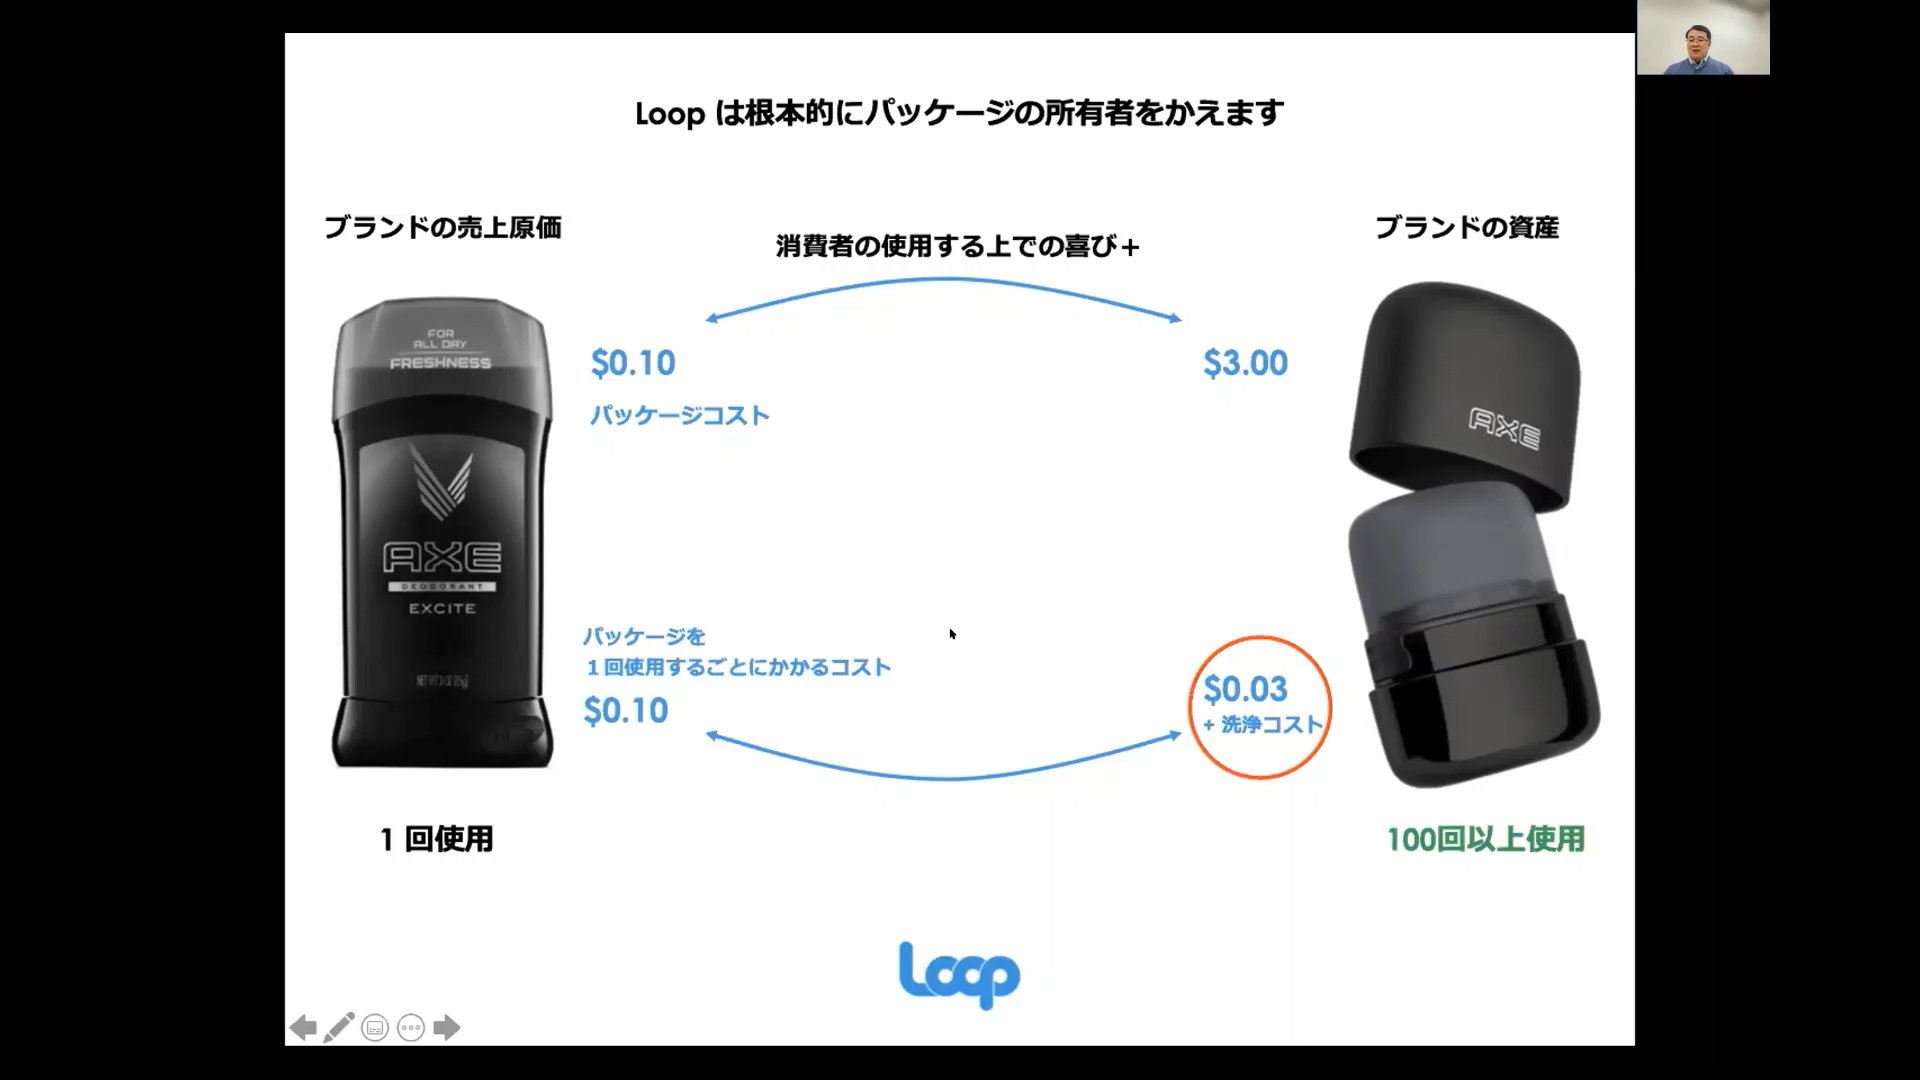 Loop は根本的にパッケージの所有者をかえます
ブランドの売上原価
消費者の使用する上での喜び＋
ブランドの資産
FOR
ALL DAY
FRESHNESS
AXE
DEODORANT
EXCITE
$0.10
パッケージコスト
$3.00
AXE
パッケージを
１回使用するごとにかかるコスト
$0.10
$0.03
+ 洗浄コスト
1 回使用
100回以上使用
Loop